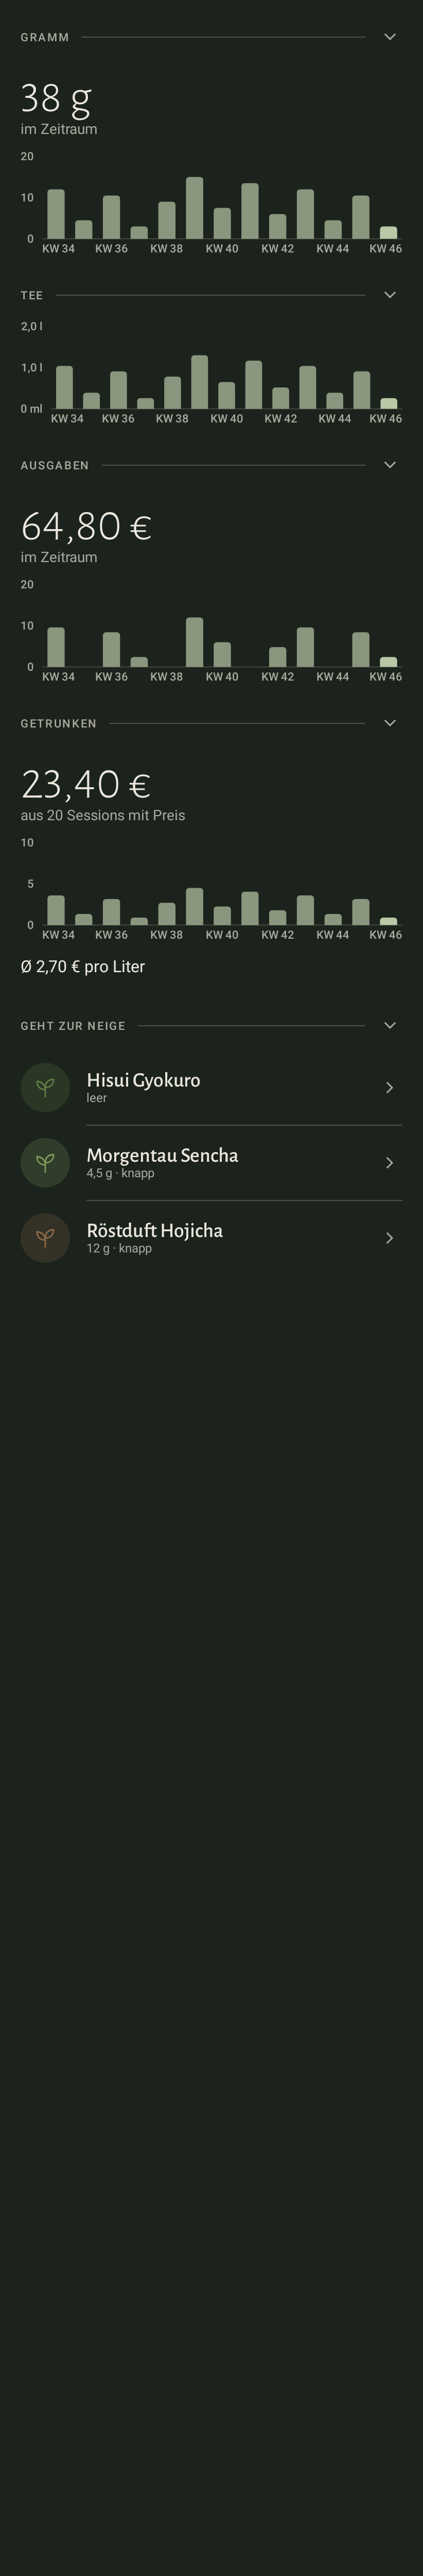 GRAMM
38 g
im Zeitraum
20
10
0
KW 34 KW 36 KW 38 KW 40 KW 42 KW 44 KW 46
TEE
2,0 l
1,0 l
0 ml
KW 34 KW 36 KW 38 KW 40 KW 42 KW 44 KW 46
AUSGABEN
64,80 €
im Zeitraum
20
10
0
KW 34 KW 36 KW 38 KW 40 KW 42 KW 44 KW 46
GETRUNKEN
23,40 €
aus 20 Sessions mit Preis
10
5
0
KW 34 KW 36 KW 38 KW 40 KW 42 KW 44 KW 46
Ø 2,70 € pro Liter
GEHT ZUR NEIGE
Hisui Gyokuro
leer
Morgentau Sencha
4,5 g · knapp
Röstduft Hojicha
12 g · knapp